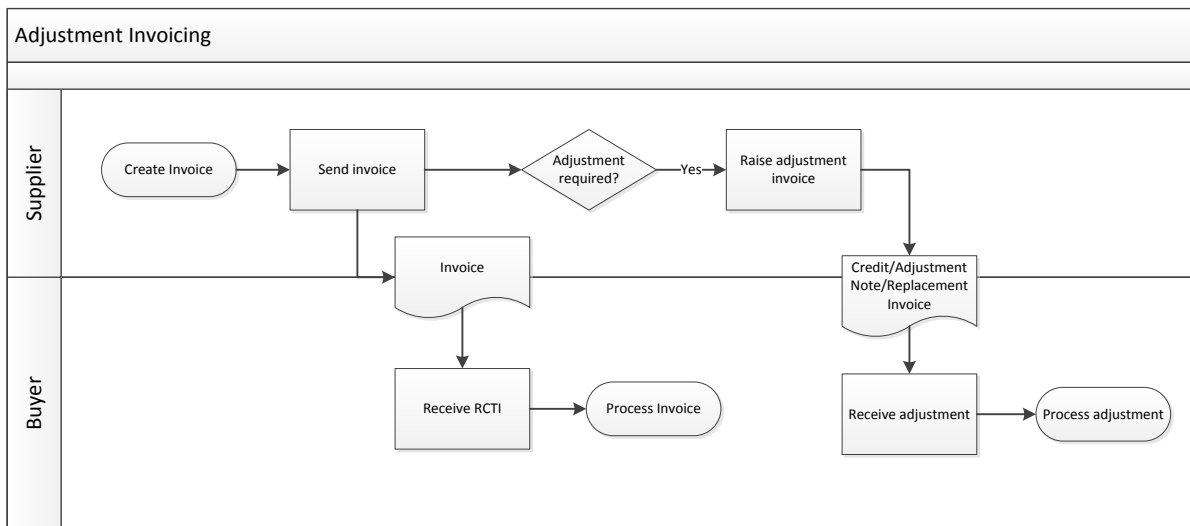 Adjustment Invoicing
Supplier
Create Invoice
Send invoice
Adjustment
required?
Yes
Raise adjustment
invoice
Invoice
Credit/Adjustment
Note/Replacement
Invoice
Buyer
Receive RCTI
Process Invoice
Receive adjustment
Process adjustment